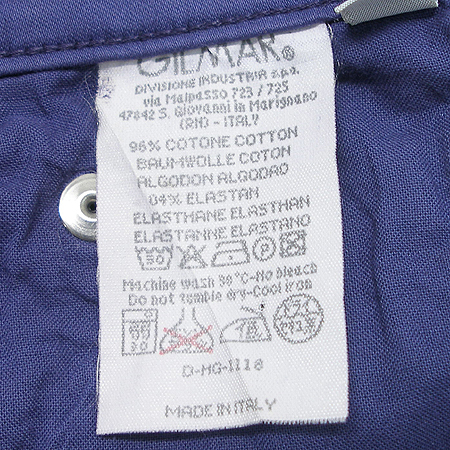 GILMAR®
DIVISIONE INDUSTRIA s.p.a.
via Malpasso 723 / 725
47842 S. Giovanni in Marignano
(RN) - ITALY
96% COTONE COTTON
BAUMWOLLE COTON
ALGODON ALGODAO
04% ELASTAN
ELASTHANE ELASTHAN
ELASTANNE ELASTANO
30
Machine wash 30°C-No bleach
Do not tumble dry-Cool iron
D-MG-1118
MADE IN ITALY